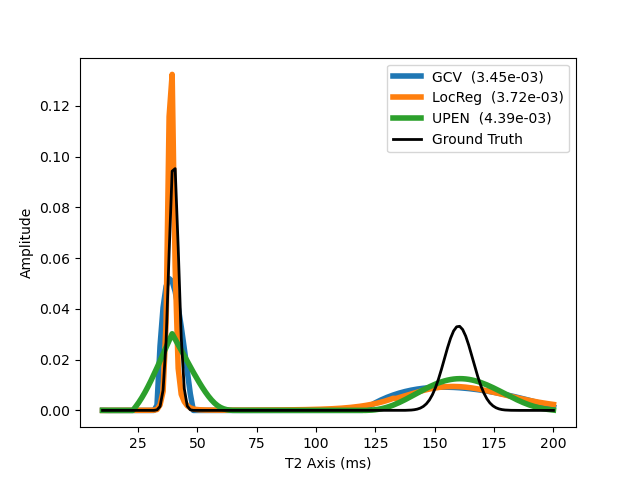 GCV (3.45e-03)
LocReg (3.72e-03)
UPEN (4.39e-03)
Ground Truth
0.12
0.10
0.08
0.06
0.04
0.02
0.00
Amplitude
25 50 75 100 125 150 175 200
T2 Axis (ms)